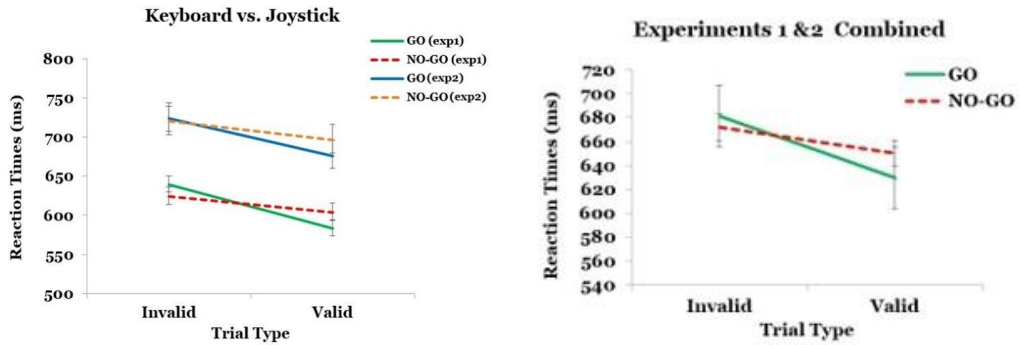 Keyboard vs. Joystick
GO (exp1)
NO-GO (exp1)
GO (exp2)
NO-GO (exp2)
Reaction Times (ms)
800
750
700
650
600
550
500
Invalid
Valid
Trial Type
Experiments 1 &2 Combined
GO
NO-GO
Reaction Times (ms)
720
700
680
660
640
620
600
580
560
540
Invalid
Valid
Trial Type